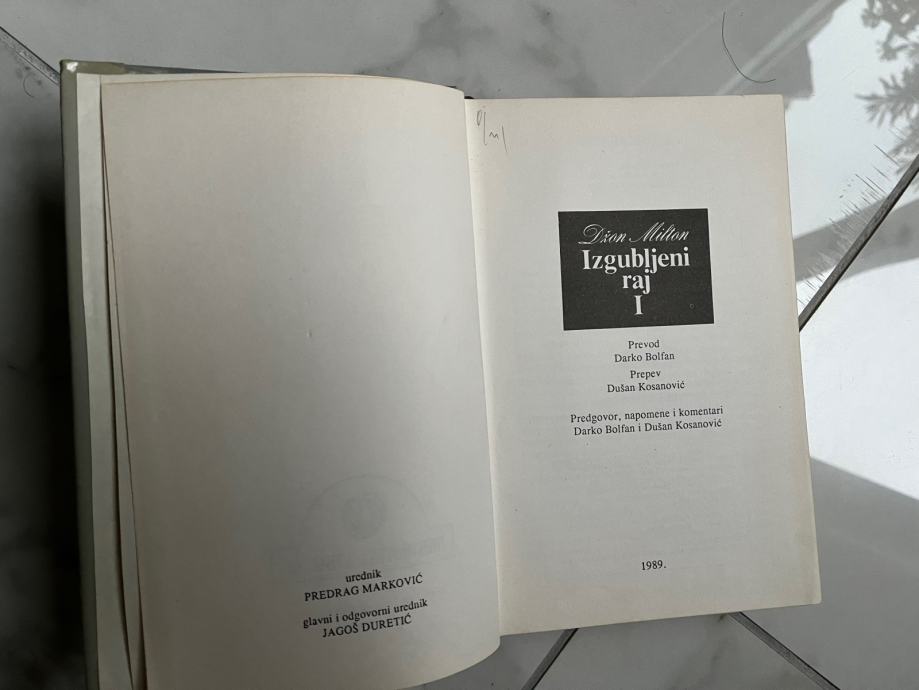 urednik
PREDRAG MARKOVIĆ
glavni i odgovorni urednik
JAGOŠ DURETIĆ
Džon Milton
Izgubljeni
raj
I
Prevod
Darko Bolfan
Prepev
Dušan Kosanović
Predgovor, napomene i komentari
Darko Bolfan i Dušan Kosanović
1989.